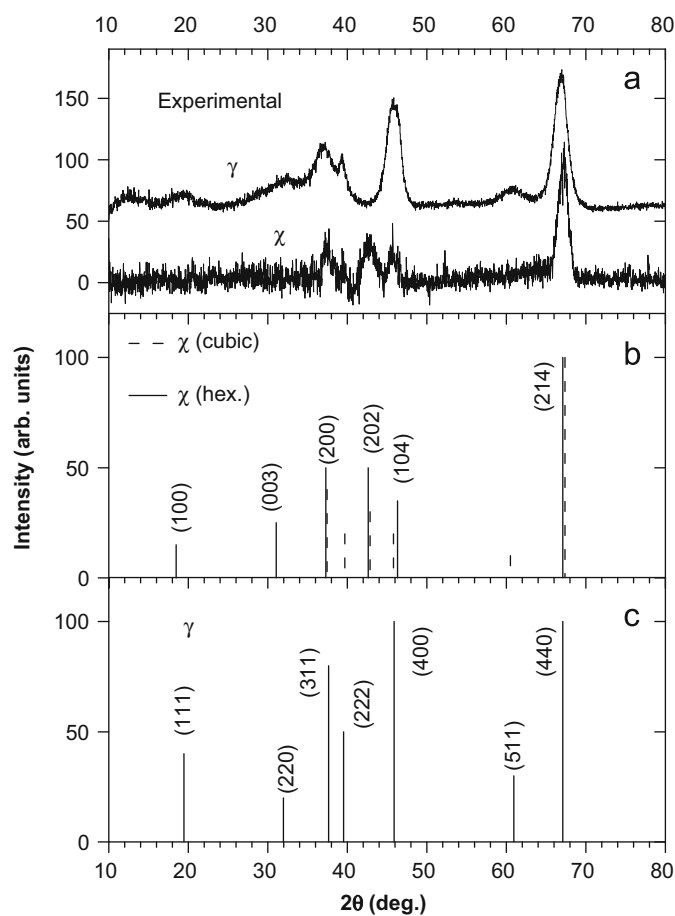 10 20 30 40 50 60 70 80
a
Experimental
150
γ
100
50
χ
0
b
χ (cubic)
χ (hex.)
100
50
0
(100)
(003)
(200)
(202)
(104)
(214)
c
γ
100
50
0
(111)
(220)
(311)
(222)
(400)
(511)
(440)
10 20 30 40 50 60 70 80
2θ (deg.)
Intensity (arb. units)